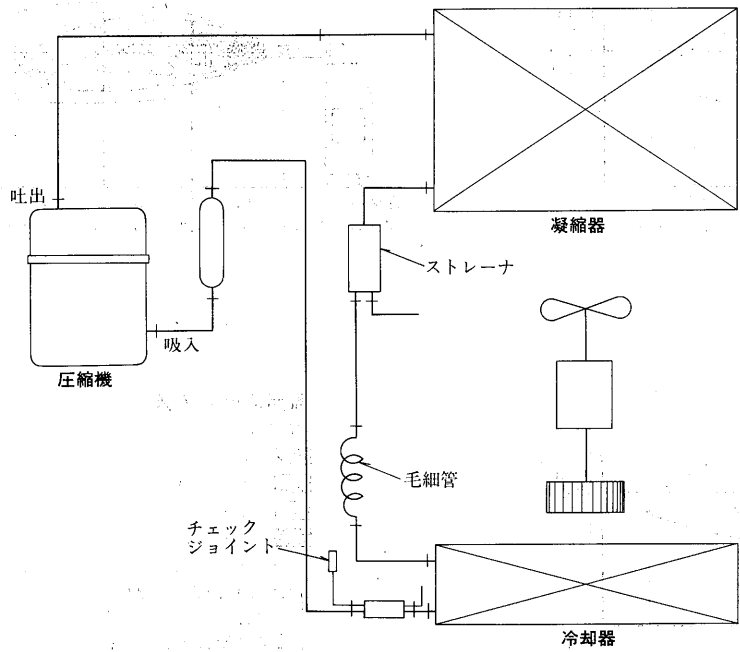 吐出
凝縮器
ストレーナ
吸入
圧縮機
毛細管
チェック
ジョイント
冷却器